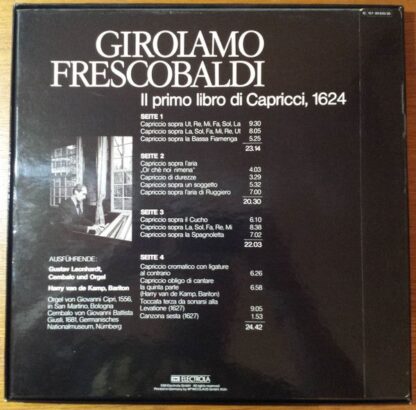 GIROLAMO
FRESCOBALDI
Il primo libro di Capricci, 1624
SEITE 1
Capriccio sopra Ut, Re, Mi, Fa, Sol, La 9.30
Capriccio sopra La, Sol, Fa, Mi, Re, Ut 8.05
Capriccio sopra la Bassa Fiamenga 5.25
23.14
SEITE 2
Capriccio sopra l'aria
„Or chè noi rimena" 4.03
Capriccio di durezze 3.29
Capriccio sopra un soggetto 5.32
Capriccio sopra l'aria di Ruggiero 7.00
20.30
SEITE 3
Capriccio sopra il Cucho 6.10
Capriccio sopra La, Sol, Fa, Re, Mi 8.38
Capriccio sopra la Spagnoletta 7.02
22.03
AUSFÜHRENDE:
Gustav Leonhardt,
Cembalo und Orgel
Harry van de Kamp, Bariton
Orgel von Giovanni Cipri, 1556,
in San Martino, Bologna
Cembalo von Giovanni Battista
Giusti, 1681, Germanisches
Nationalmuseum, Nürnberg
SEITE 4
Capriccio cromatico con ligature
al contrario 6.26
Capriccio obligo di cantare
la quinta parte 6.58
(Harry van de Kamp, Bariton)
Toccata terza da sonarsi alla
Levatione (1627) 9.05
Canzona sesta (1627) 1.53
24.42
EMI ELECTROLA